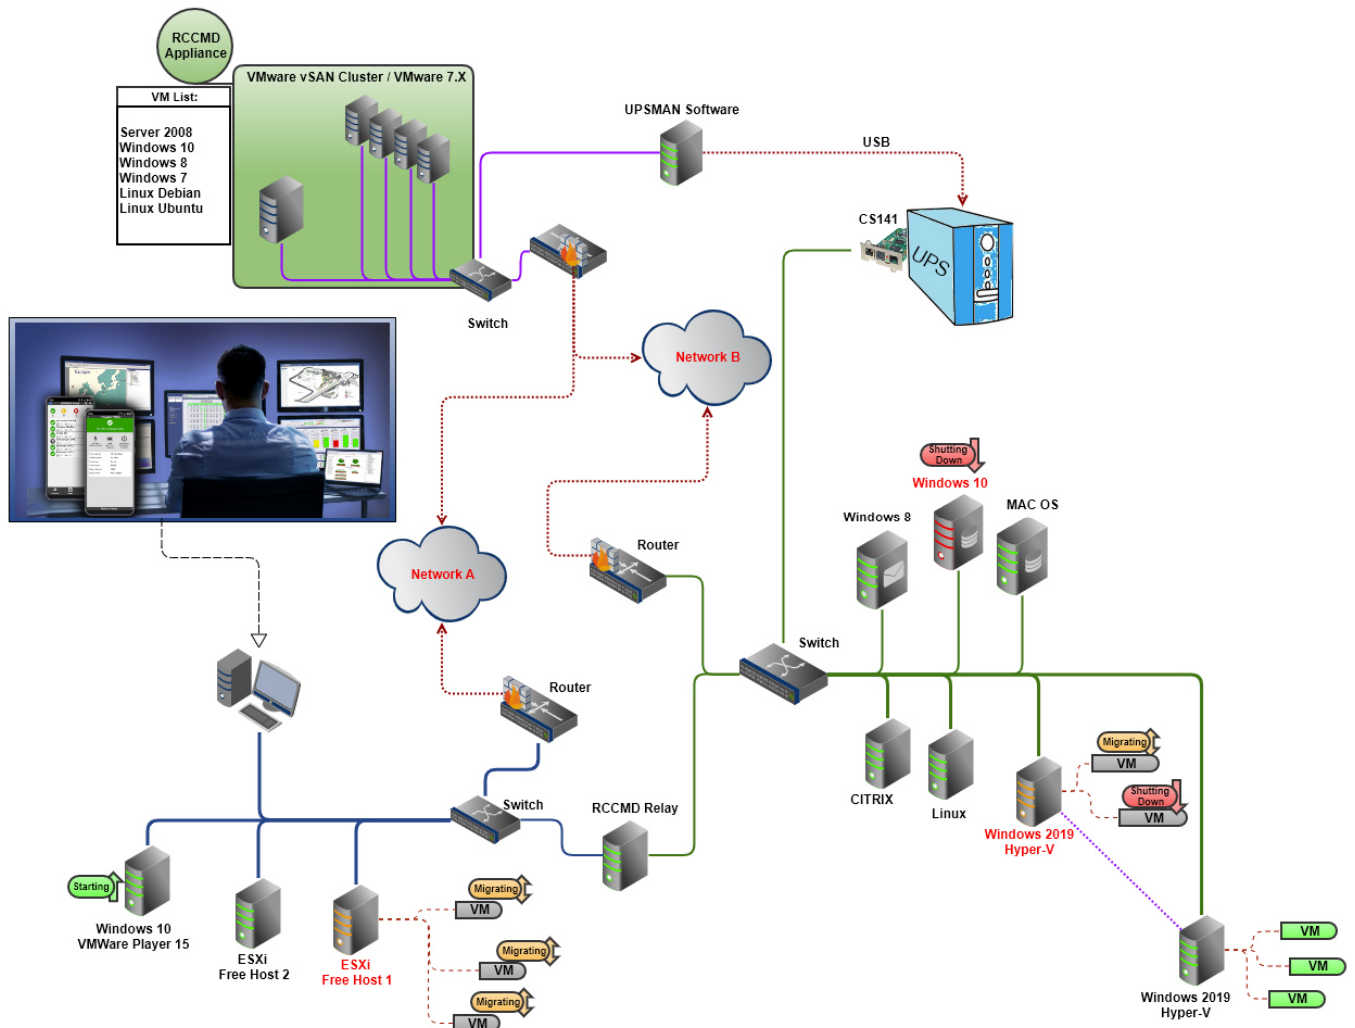 RCCMD
Appliance
VMware vSAN Cluster / VMware 7.X
VM List:
Server 2008
Windows 10
Windows 8
Windows 7
Linux Debian
Linux Ubuntu
UPSMAN Software
USB
CS141
UPS
Switch
Network B
Network A
Router
Shutting
Down
Windows 10
Windows 8
MAC OS
Switch
Router
Switch
RCCMD Relay
CITRIX
Linux
Windows 2019
Hyper-V
Migrating
VM
Shutting
Down
VM
Starting
Windows 10
VMWare Player 15
ESXi
Free Host 2
ESXi
Free Host 1
Migrating
VM
Migrating
VM
Migrating
VM
Windows 2019
Hyper-V
VM
VM
VM